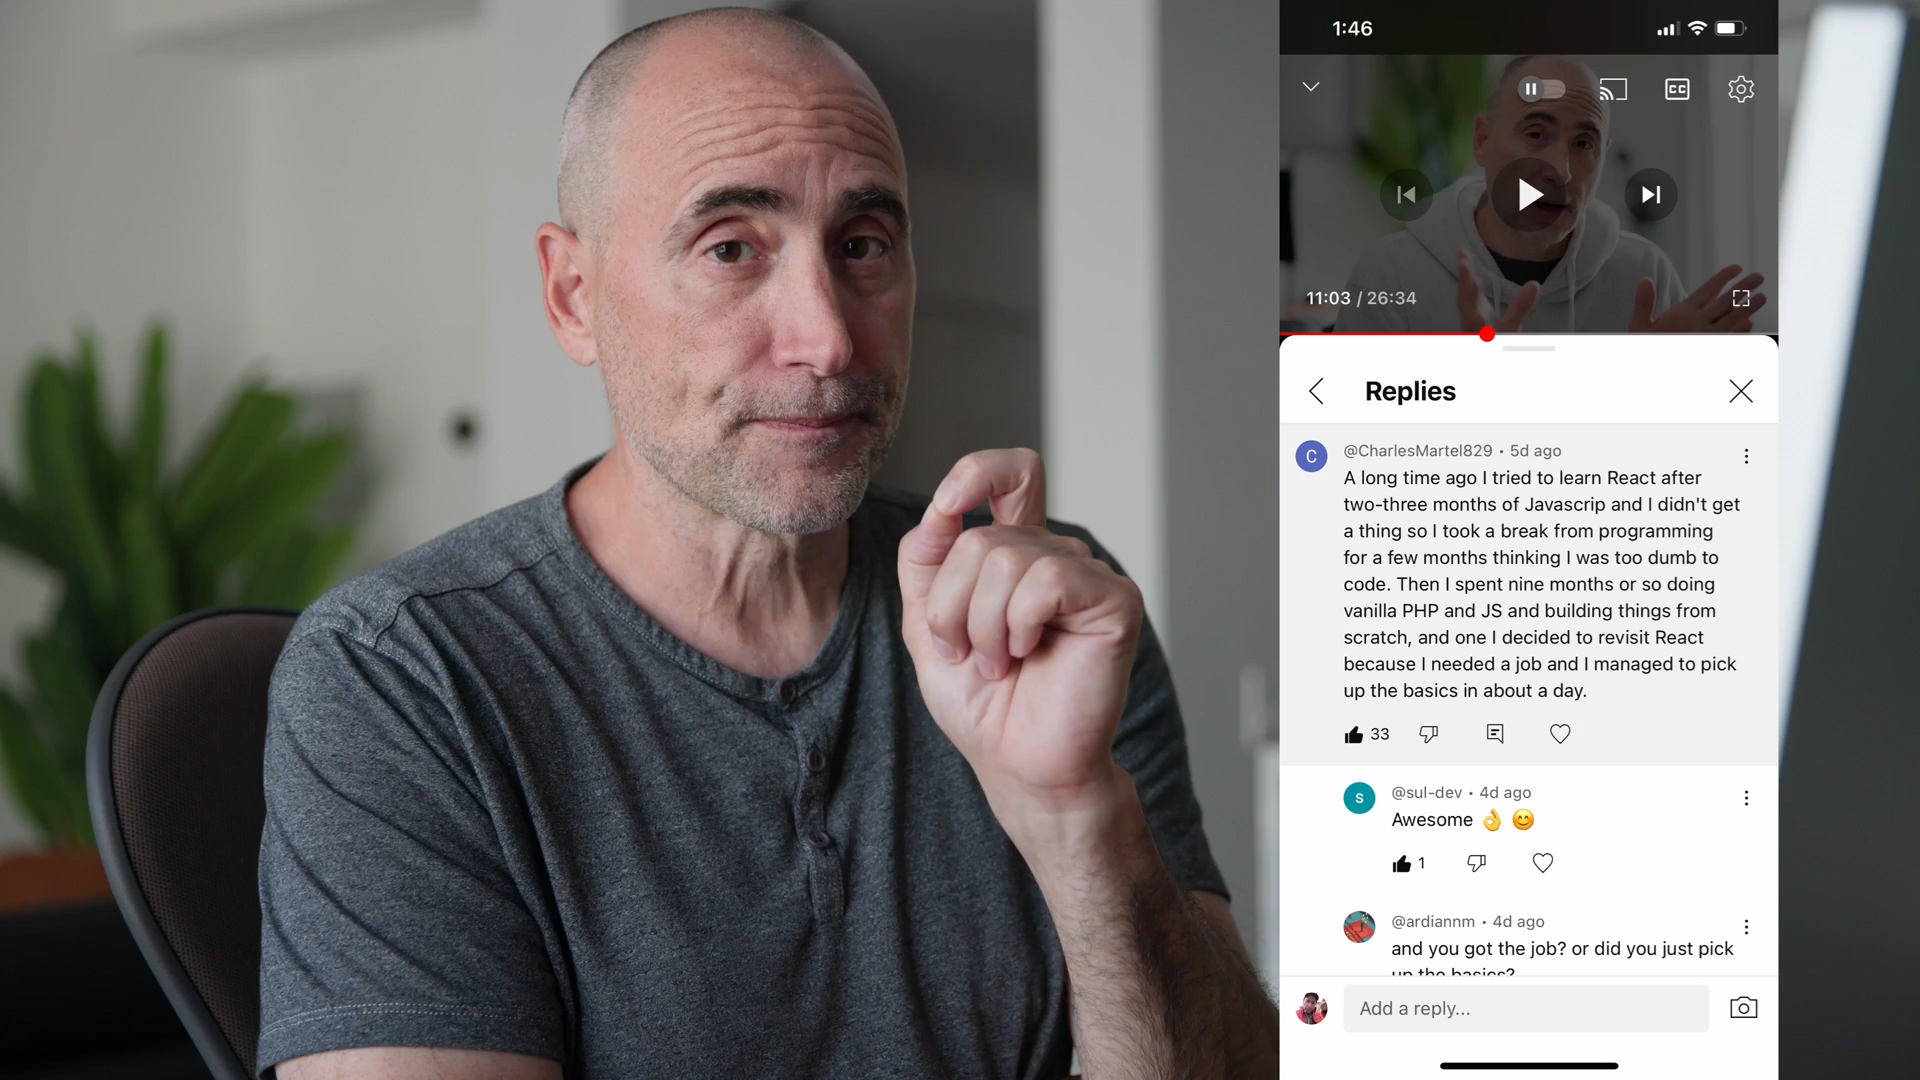 1:46
CC
11:03 / 26:34
Replies
C
@CharlesMartel829 • 5d ago
A long time ago I tried to learn React after
two-three months of Javascrip and I didn't get
a thing so I took a break from programming
for a few months thinking I was too dumb to
code. Then I spent nine months or so doing
vanilla PHP and JS and building things from
scratch, and one I decided to revisit React
because I needed a job and I managed to pick
up the basics in about a day.
33
S
@sul-dev • 4d ago
Awesome 👌 😊
1
@ardiannm • 4d ago
and you got the job? or did you just pick
up the basics?
Add a reply...